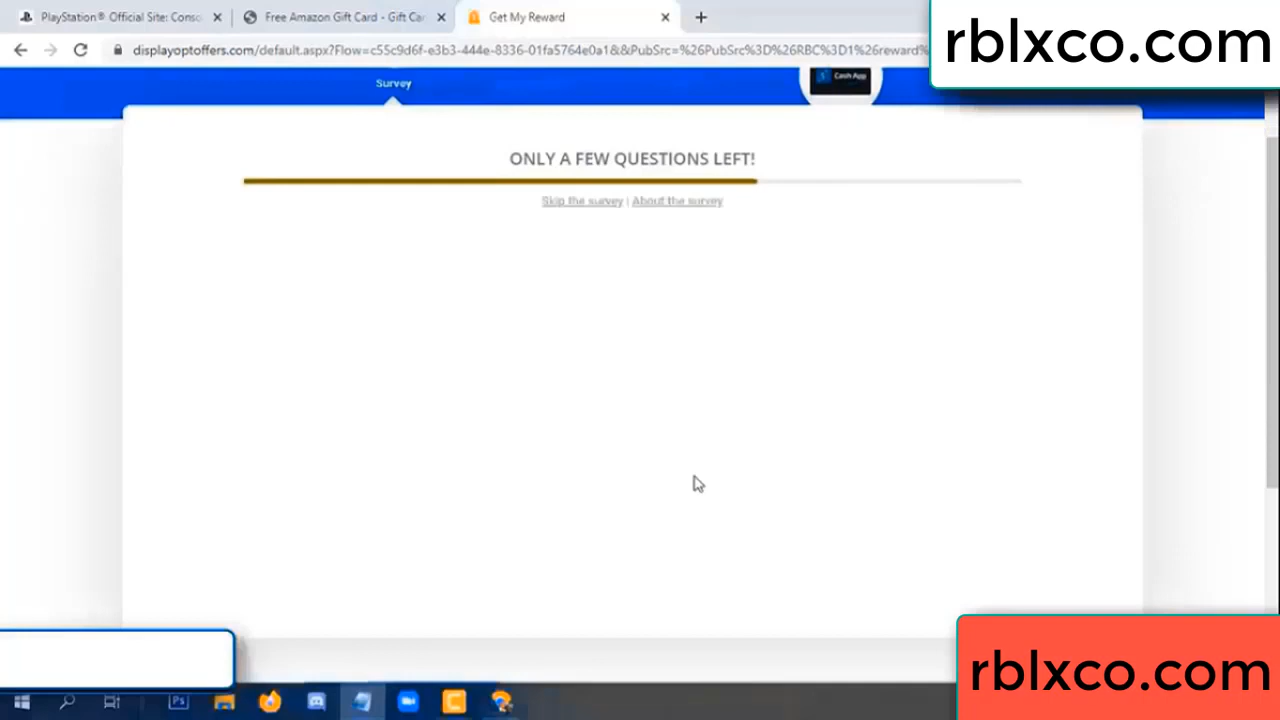 PlayStation® Official Site: Conso
Free Amazon Gift Card - Gift Car
Get My Reward
displayoptoffers.com/default.aspx?Flow=c55c9d6f-e3b3-444e-8336-01fa5764e0a1&&PubSrc=%26PubSrc%3D%26RBC%3D1%26reward%
rblxco.com
Survey
Cash App
ONLY A FEW QUESTIONS LEFT!
Skip the survey | About the survey
rblxco.com
Ps